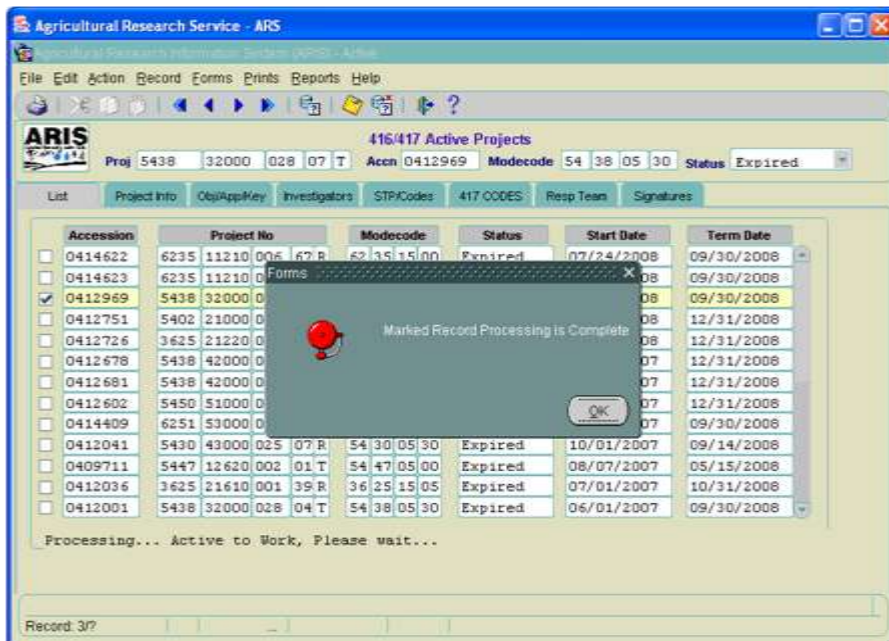 Agricultural Research Service - ARS
Agricultural Research Information System (ARIS) - Active
File Edit Action Record Forms Prints Reports Help
ARIS
416/417 Active Projects
Proj 5438 32000 028 07 T Accn 0412969 Modecode 54 38 05 30 Status Expired
List Project Info Obj/App/Key Investigators STP/Codes 417 CODES Resp Team Signatures
Accession Project No Modecode Status Start Date Term Date
0414622 6235 11210 006 67 R 62 35 15 00 Expired 07/24/2008 09/30/2008
0414623 6235 11210 0 08 09/30/2008
0412969 5438 32000 0 08 09/30/2008
0412751 5402 21000 0 08 12/31/2008
0412726 3625 21220 0 08 12/31/2008
0412678 5438 42000 0 07 12/31/2008
0412681 5438 42000 0 07 12/31/2008
0412602 5450 51000 0 07 12/31/2008
0414409 6251 53000 0 07 09/30/2008
Forms
Marked Record Processing is Complete
OK
0412041 5430 43000 025 07 R 54 30 05 30 Expired 10/01/2007 09/14/2008
0409711 5447 12620 002 01 T 54 47 05 00 Expired 08/07/2007 05/15/2008
0412036 3625 21610 001 39 R 36 25 15 05 Expired 07/01/2007 10/31/2008
0412001 5438 32000 028 04 T 54 38 05 30 Expired 06/01/2007 09/30/2008
Processing... Active to Work, Please wait...
Record: 3/?